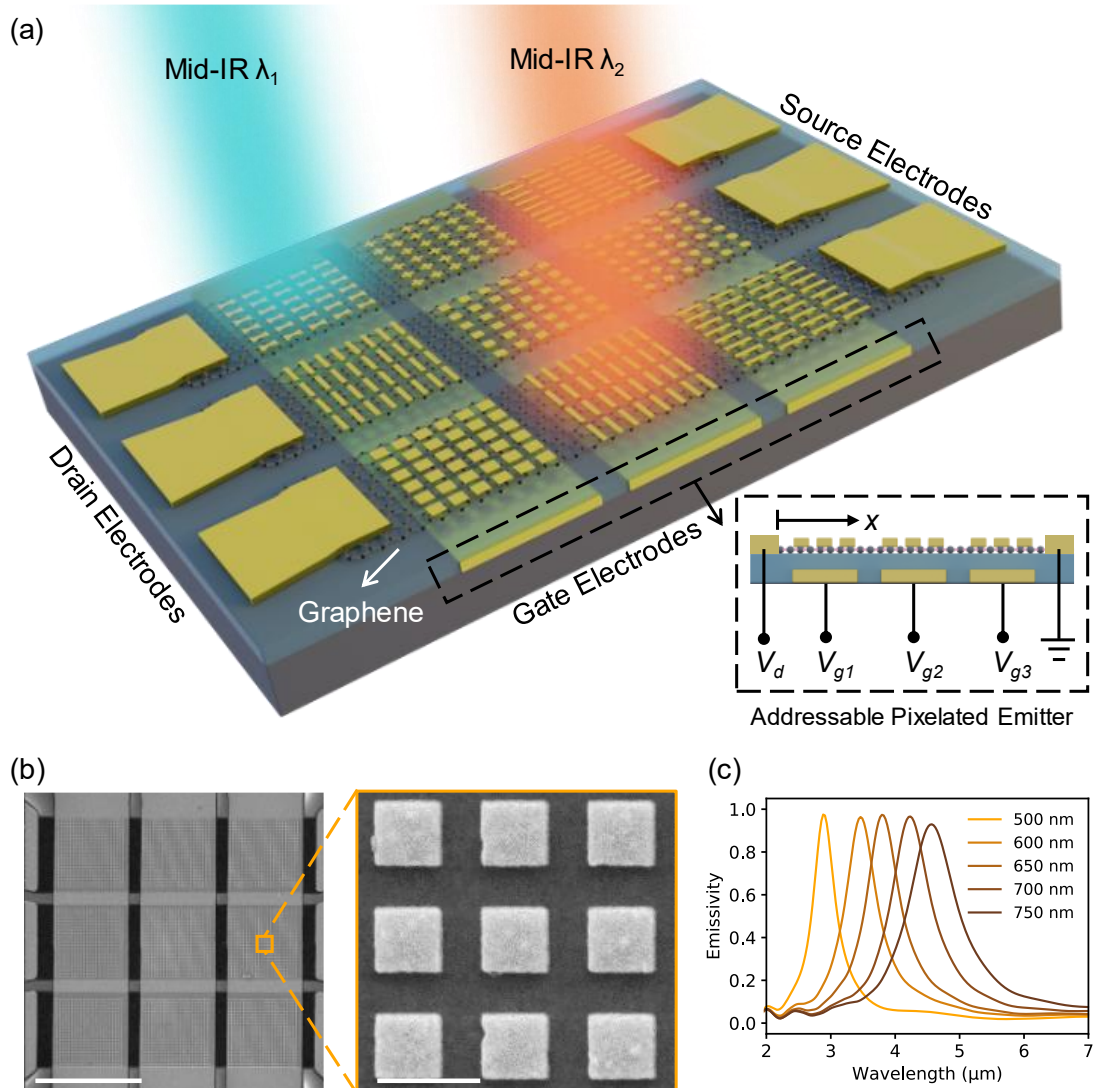 (a)
Mid-IR λ1
Mid-IR λ2
Source Electrodes
Drain Electrodes
Graphene
Gate Electrodes
x
Vd
Vg1
Vg2
Vg3
Addressable Pixelated Emitter
(b)
(c)
1.0
0.8
0.6
0.4
0.2
0.0
Emissivity
500 nm
600 nm
650 nm
700 nm
750 nm
2 3 4 5 6 7
Wavelength (μm)